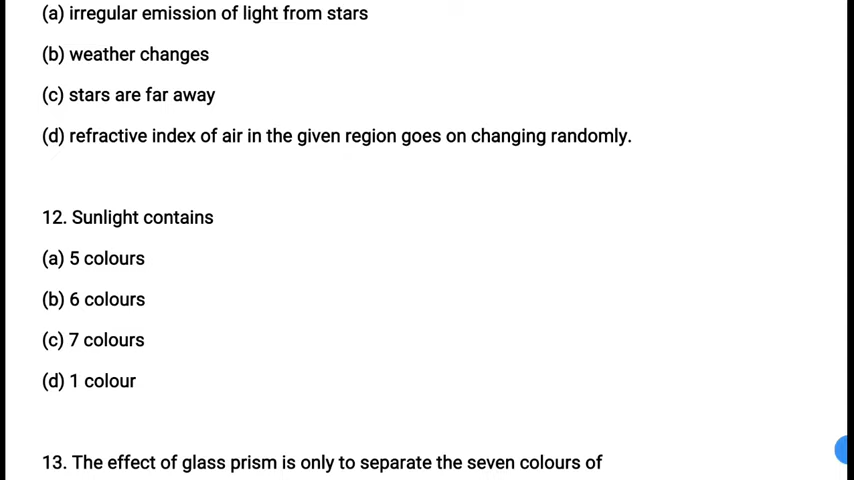 (a) irregular emission of light from stars
(b) weather changes
(c) stars are far away
(d) refractive index of air in the given region goes on changing randomly.
12. Sunlight contains
(a) 5 colours
(b) 6 colours
(c) 7 colours
(d) 1 colour
13. The effect of glass prism is only to separate the seven colours of